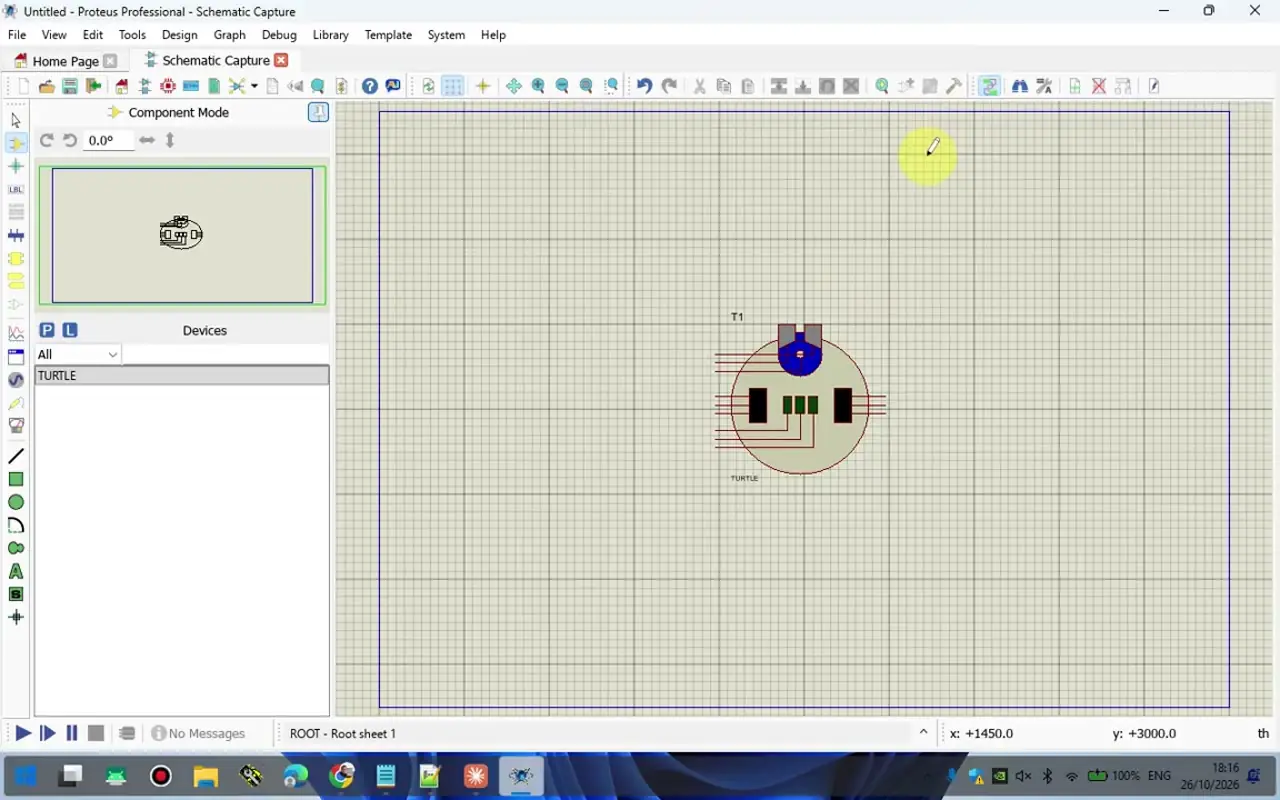 Untitled - Proteus Professional - Schematic Capture
File View Edit Tools Design Graph Debug Library Template System Help
Home Page Schematic Capture
Component Mode
0.0°
LBL
P L Devices
All
TURTLE
A
S
T1
TURTLE
No Messages ROOT - Root sheet 1 x: +1450.0 y: +3000.0 th
100% ENG 18:16
26/10/2026